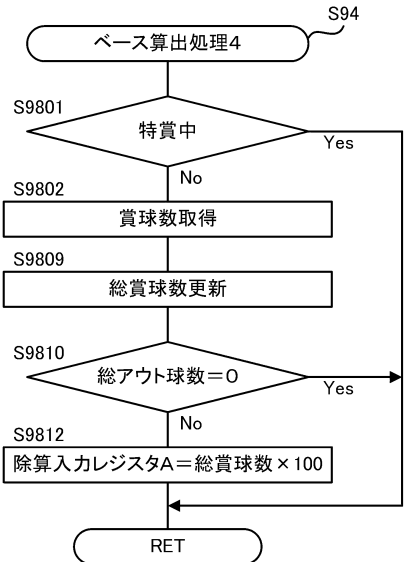 S94
ベース算出処理4
S9801
特賞中
Yes
No
S9802
賞球数取得
S9809
総賞球数更新
S9810
総アウト球数=0
Yes
No
S9812
除算入力レジスタA=総賞球数×100
RET